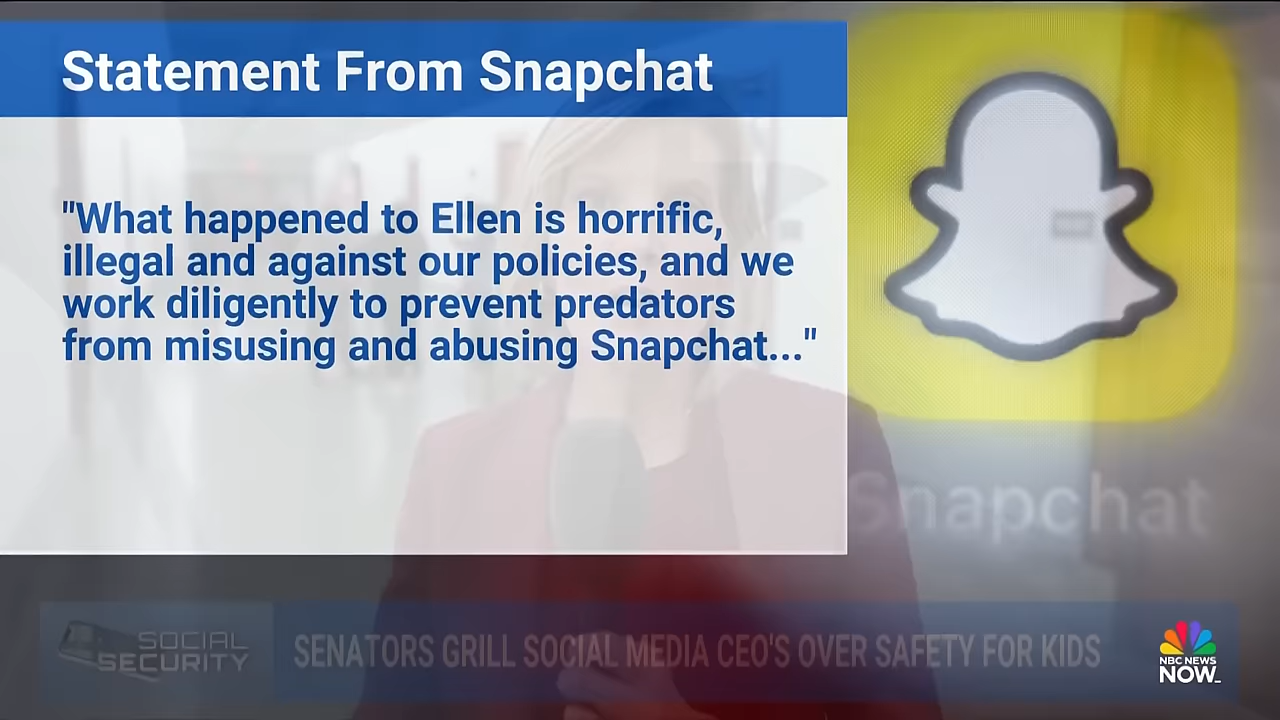 Statement From Snapchat
"What happened to Ellen is horrific,
illegal and against our policies, and we
work diligently to prevent predators
from misusing and abusing Snapchat..."
Snapchat
SOCIAL
SECURITY
SENATORS GRILL SOCIAL MEDIA CEO'S OVER SAFETY FOR KIDS
NBC NEWS
NOW